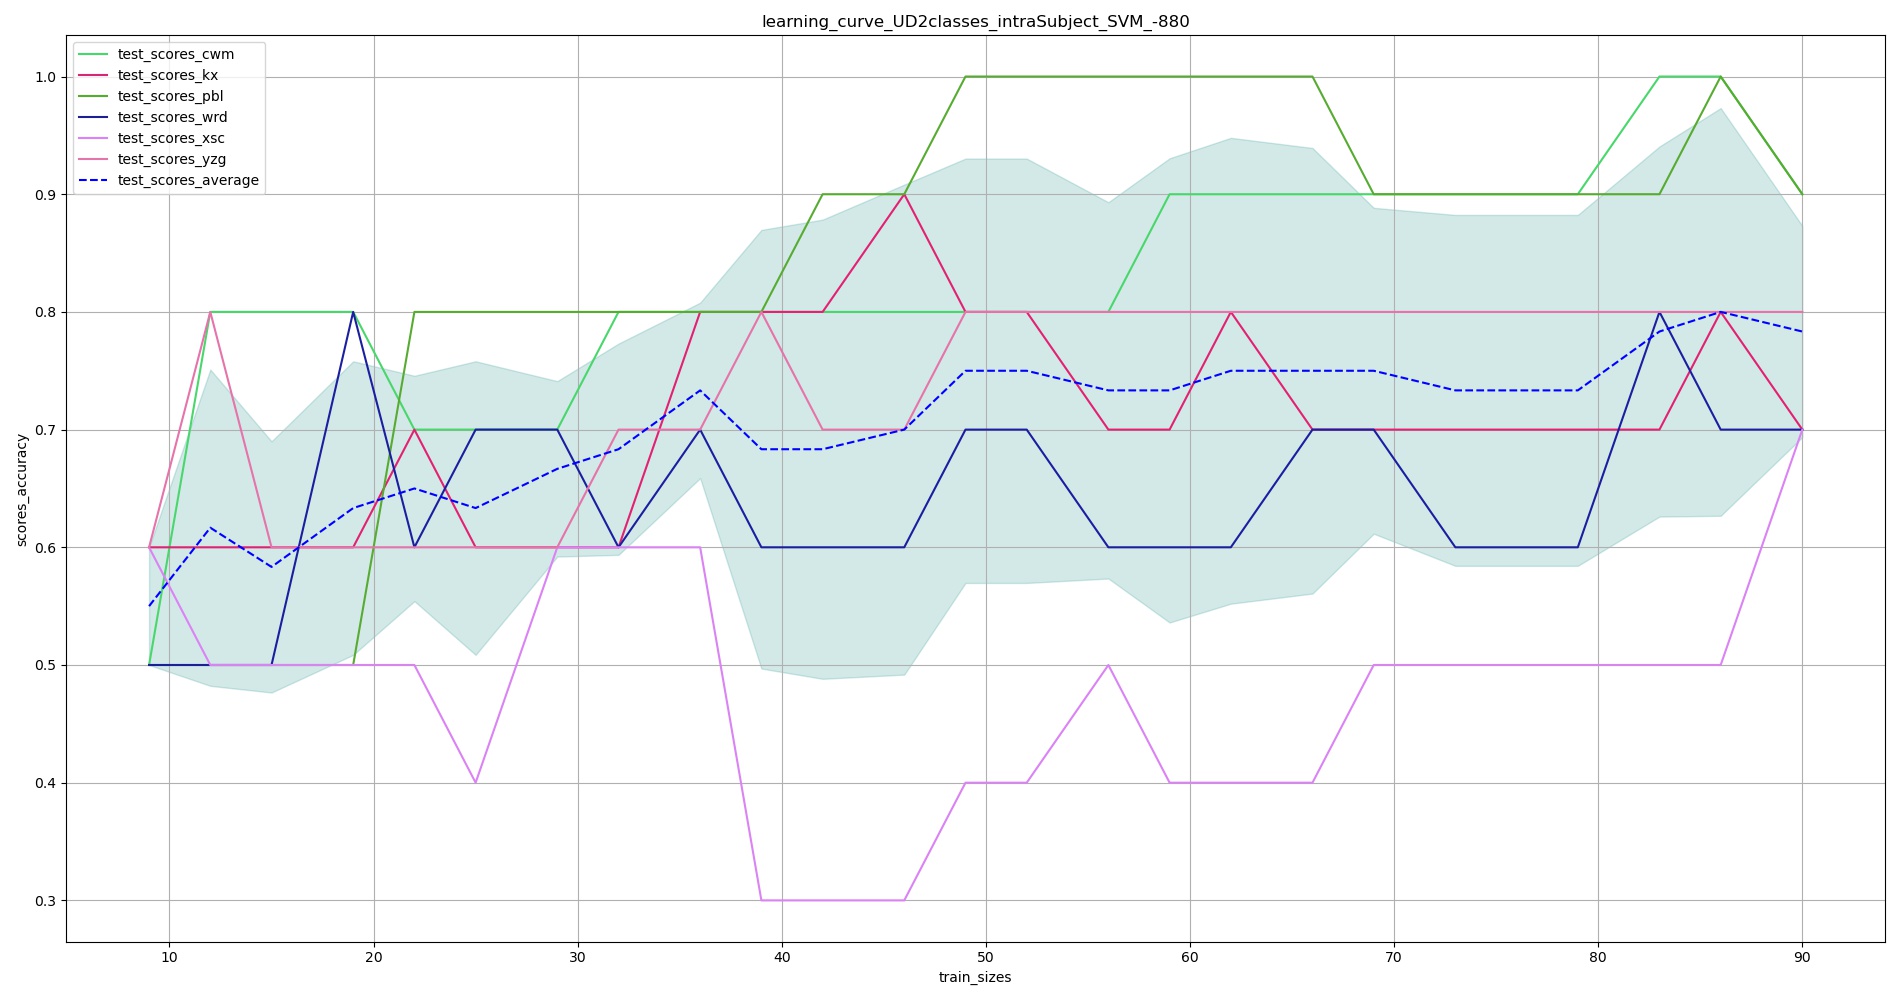 learning_curve_UD2classes_intraSubject_SVM_-880
test_scores_cwm
test_scores_kx
test_scores_pbl
test_scores_wrd
test_scores_xsc
test_scores_yzg
test_scores_average
scores_accuracy
1.0
0.9
0.8
0.7
0.6
0.5
0.4
0.3
10 20 30 40 50 60 70 80 90
train_sizes